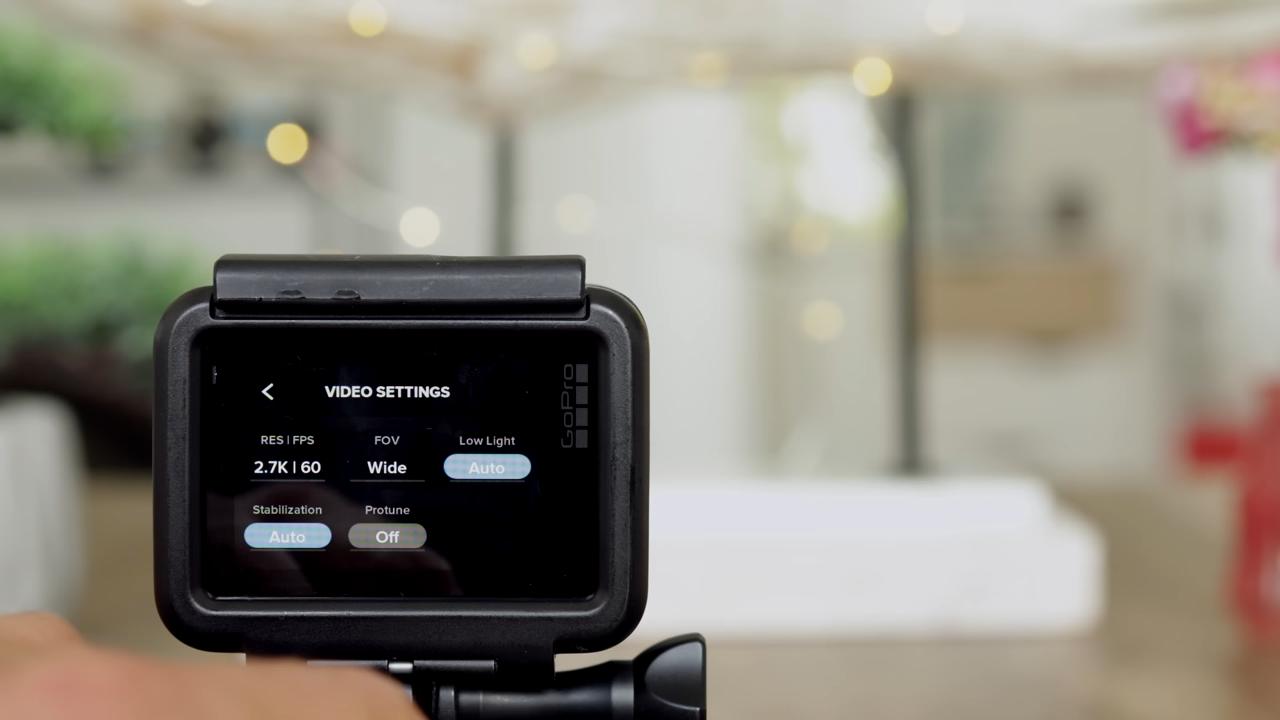 VIDEO SETTINGS
RES | FPS FOV Low Light
2.7K | 60 Wide Auto
Stabilization Protune
Auto Off
GoPro